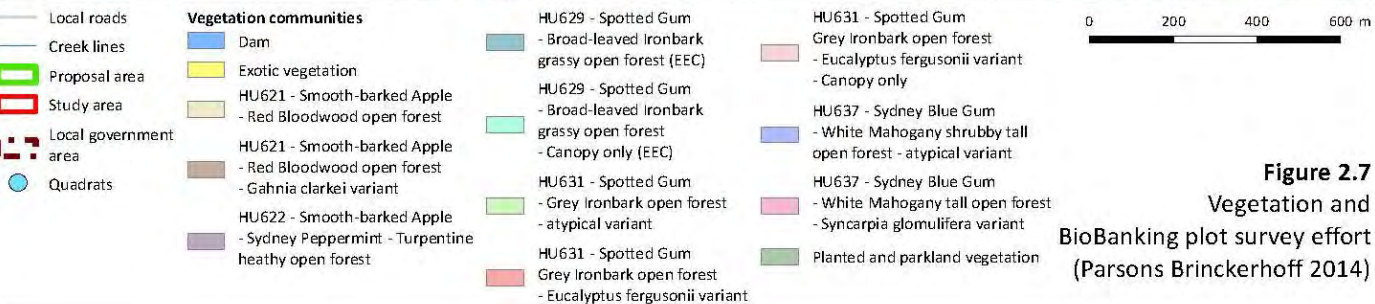 Local roads
Creek lines
Proposal area
Study area
Local government
area
Quadrats
Vegetation communities
Dam
Exotic vegetation
HU621 - Smooth-barked Apple
- Red Bloodwood open forest
HU621 - Smooth-barked Apple
- Red Bloodwood open forest
- Gahnia clarkei variant
HU622 - Smooth-barked Apple
- Sydney Peppermint - Turpentine
heathy open forest
HU629 - Spotted Gum
- Broad-leaved Ironbark
grassy open forest (EEC)
HU629 - Spotted Gum
- Broad-leaved Ironbark
grassy open forest
- Canopy only (EEC)
HU631 - Spotted Gum
- Grey Ironbark open forest
- atypical variant
HU631 - Spotted Gum
Grey Ironbark open forest
- Eucalyptus fergusonii variant
HU631 - Spotted Gum
Grey Ironbark open forest
- Eucalyptus fergusonii variant
- Canopy only
HU637 - Sydney Blue Gum
- White Mahogany shrubby tall
open forest - atypical variant
HU637 - Sydney Blue Gum
- White Mahogany tall open forest
- Syncarpia glomulifera variant
Planted and parkland vegetation
0 200 400 600 m
Figure 2.7
Vegetation and
BioBanking plot survey effort
(Parsons Brinckerhoff 2014)